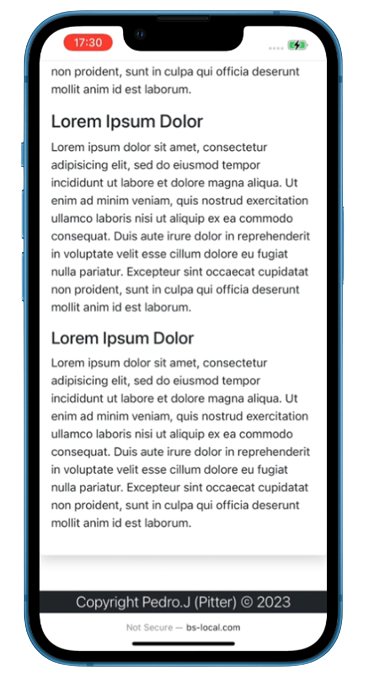 17:30
non proident, sunt in culpa qui officia deserunt
mollit anim id est laborum.
Lorem Ipsum Dolor
Lorem ipsum dolor sit amet, consectetur
adipisicing elit, sed do eiusmod tempor
incididunt ut labore et dolore magna aliqua. Ut
enim ad minim veniam, quis nostrud exercitation
ullamco laboris nisi ut aliquip ex ea commodo
consequat. Duis aute irure dolor in reprehenderit
in voluptate velit esse cillum dolore eu fugiat
nulla pariatur. Excepteur sint occaecat cupidatat
non proident, sunt in culpa qui officia deserunt
mollit anim id est laborum.
Lorem Ipsum Dolor
Lorem ipsum dolor sit amet, consectetur
adipisicing elit, sed do eiusmod tempor
incididunt ut labore et dolore magna aliqua. Ut
enim ad minim veniam, quis nostrud exercitation
ullamco laboris nisi ut aliquip ex ea commodo
consequat. Duis aute irure dolor in reprehenderit
in voluptate velit esse cillum dolore eu fugiat
nulla pariatur. Excepteur sint occaecat cupidatat
non proident, sunt in culpa qui officia deserunt
mollit anim id est laborum.
Copyright Pedro.J (Pitter) © 2023
Not Secure — bs-local.com